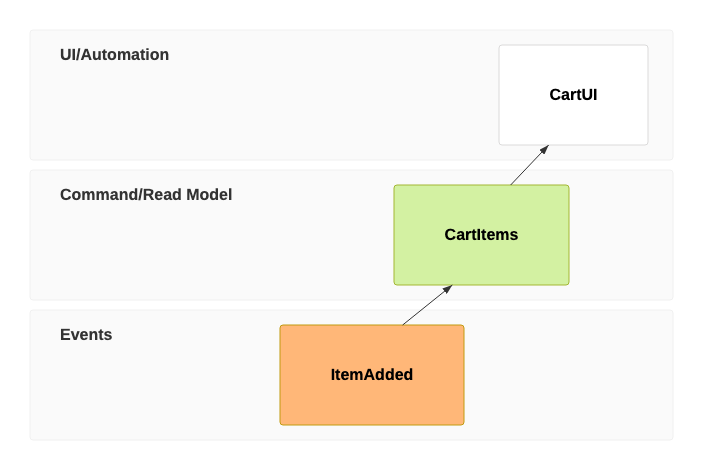 UI/Automation
CartUI
Command/Read Model
CartItems
Events
ItemAdded